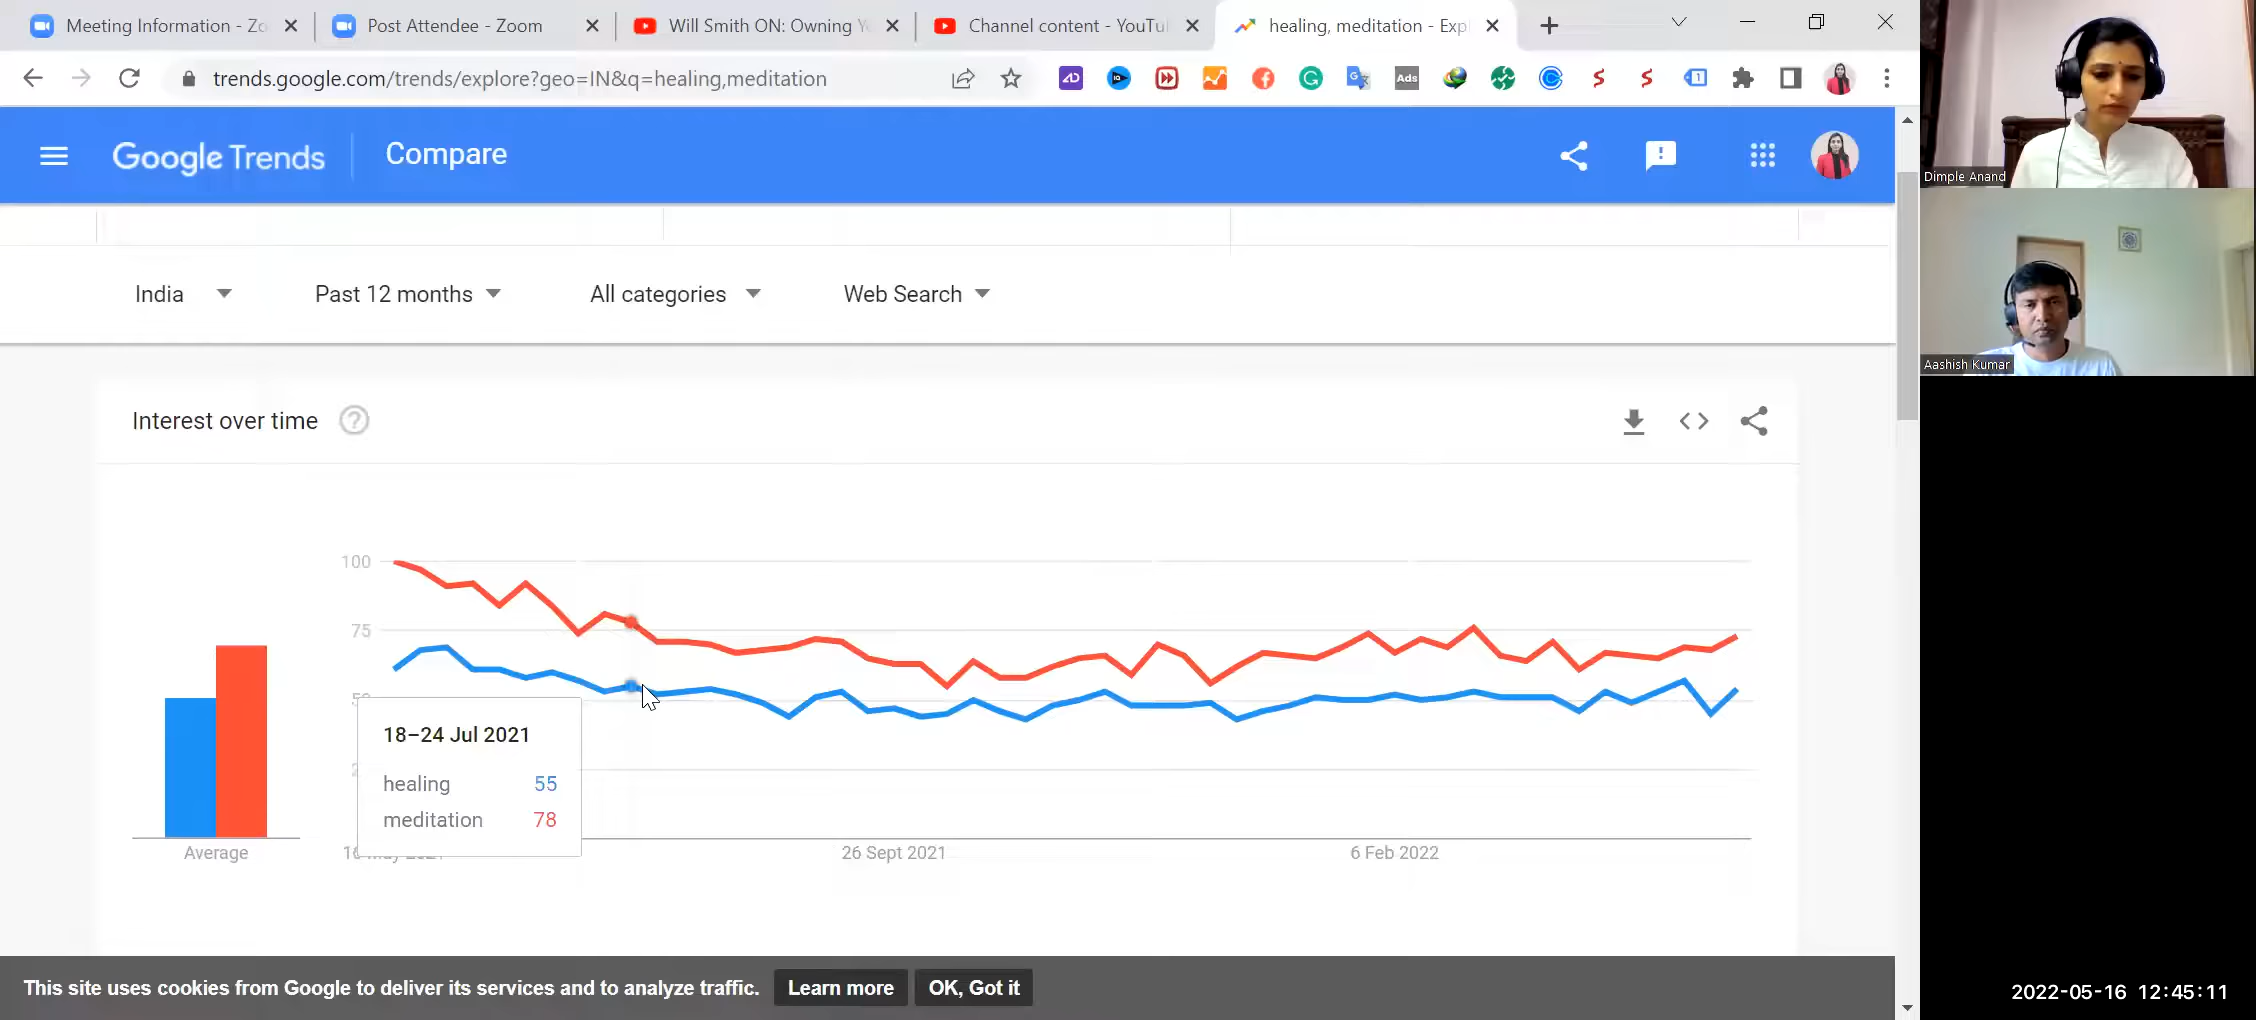 Meeting Information - Zo
Post Attendee - Zoom
Will Smith ON: Owning Y
Channel content - YouTu
healing, meditation - Exp
trends.google.com/trends/explore?geo=IN&q=healing,meditation
Ads
1
Google Trends
Compare
India
Past 12 months
All categories
Web Search
Interest over time
?
100
75
18–24 Jul 2021
healing 55
meditation 78
Average
26 Sept 2021
6 Feb 2022
This site uses cookies from Google to deliver its services and to analyze traffic.
Learn more
OK, Got it
Dimple Anand
Aashish Kumar
2022-05-16 12:45:11